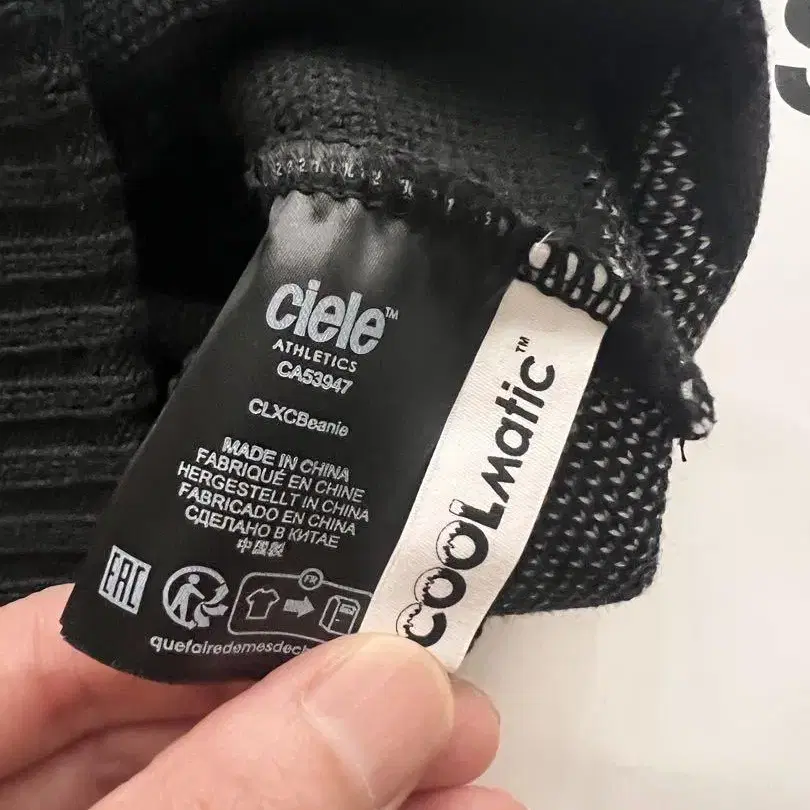 ciele™
ATHLETICS
CA53947
CLXCBeanie
MADE IN CHINA
FABRIQUÉ EN CHINE
HERGESTELLT IN CHINA
FABRICADO EN CHINA
СДЕЛАНО В КИТАЕ
中国製
EAC
FR
quefairedemesdec
COOLMatic™